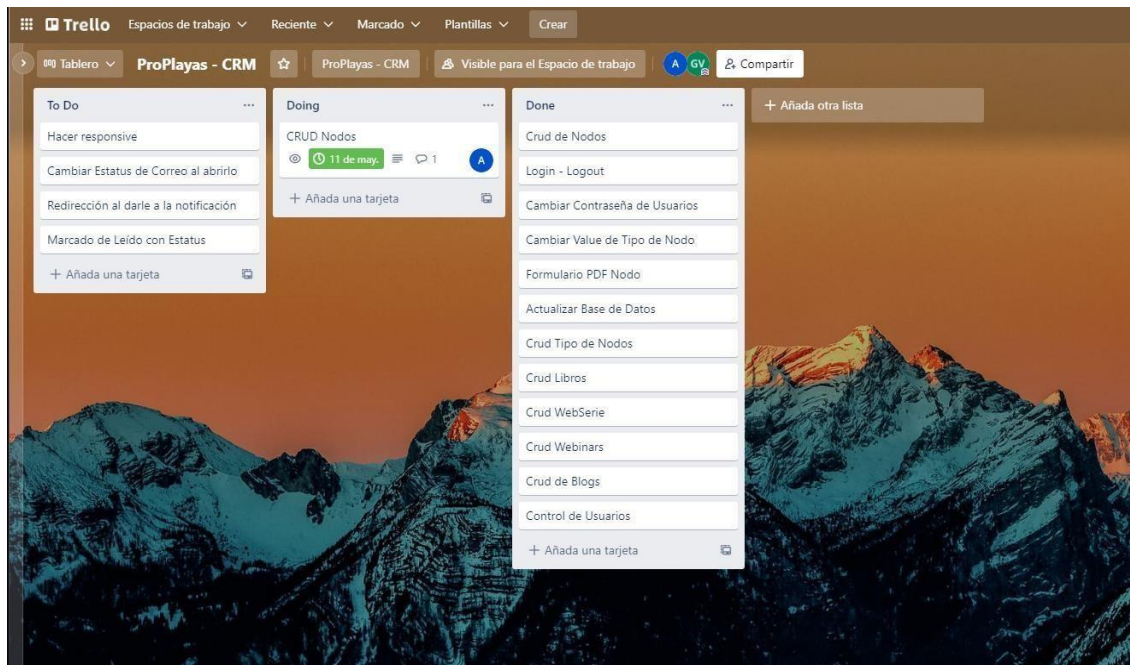 Trello Espacios de trabajo Reciente Marcado Plantillas Crear
Tablero ProPlayas - CRM ProPlayas - CRM Visible para el Espacio de trabajo A GV Compartir
To Do
Hacer responsive
Cambiar Estatus de Correo al abrirlo
Redirección al darle a la notificación
Marcado de Leído con Estatus
+ Añada una tarjeta
Doing
CRUD Nodos
11 de may. 1 A
+ Añada una tarjeta
Done
Crud de Nodos
Login - Logout
Cambiar Contraseña de Usuarios
Cambiar Value de Tipo de Nodo
Formulario PDF Nodo
Actualizar Base de Datos
Crud Tipo de Nodos
Crud Libros
Crud WebSerie
Crud Webinars
Crud de Blogs
Control de Usuarios
+ Añada una tarjeta
+ Añada otra lista